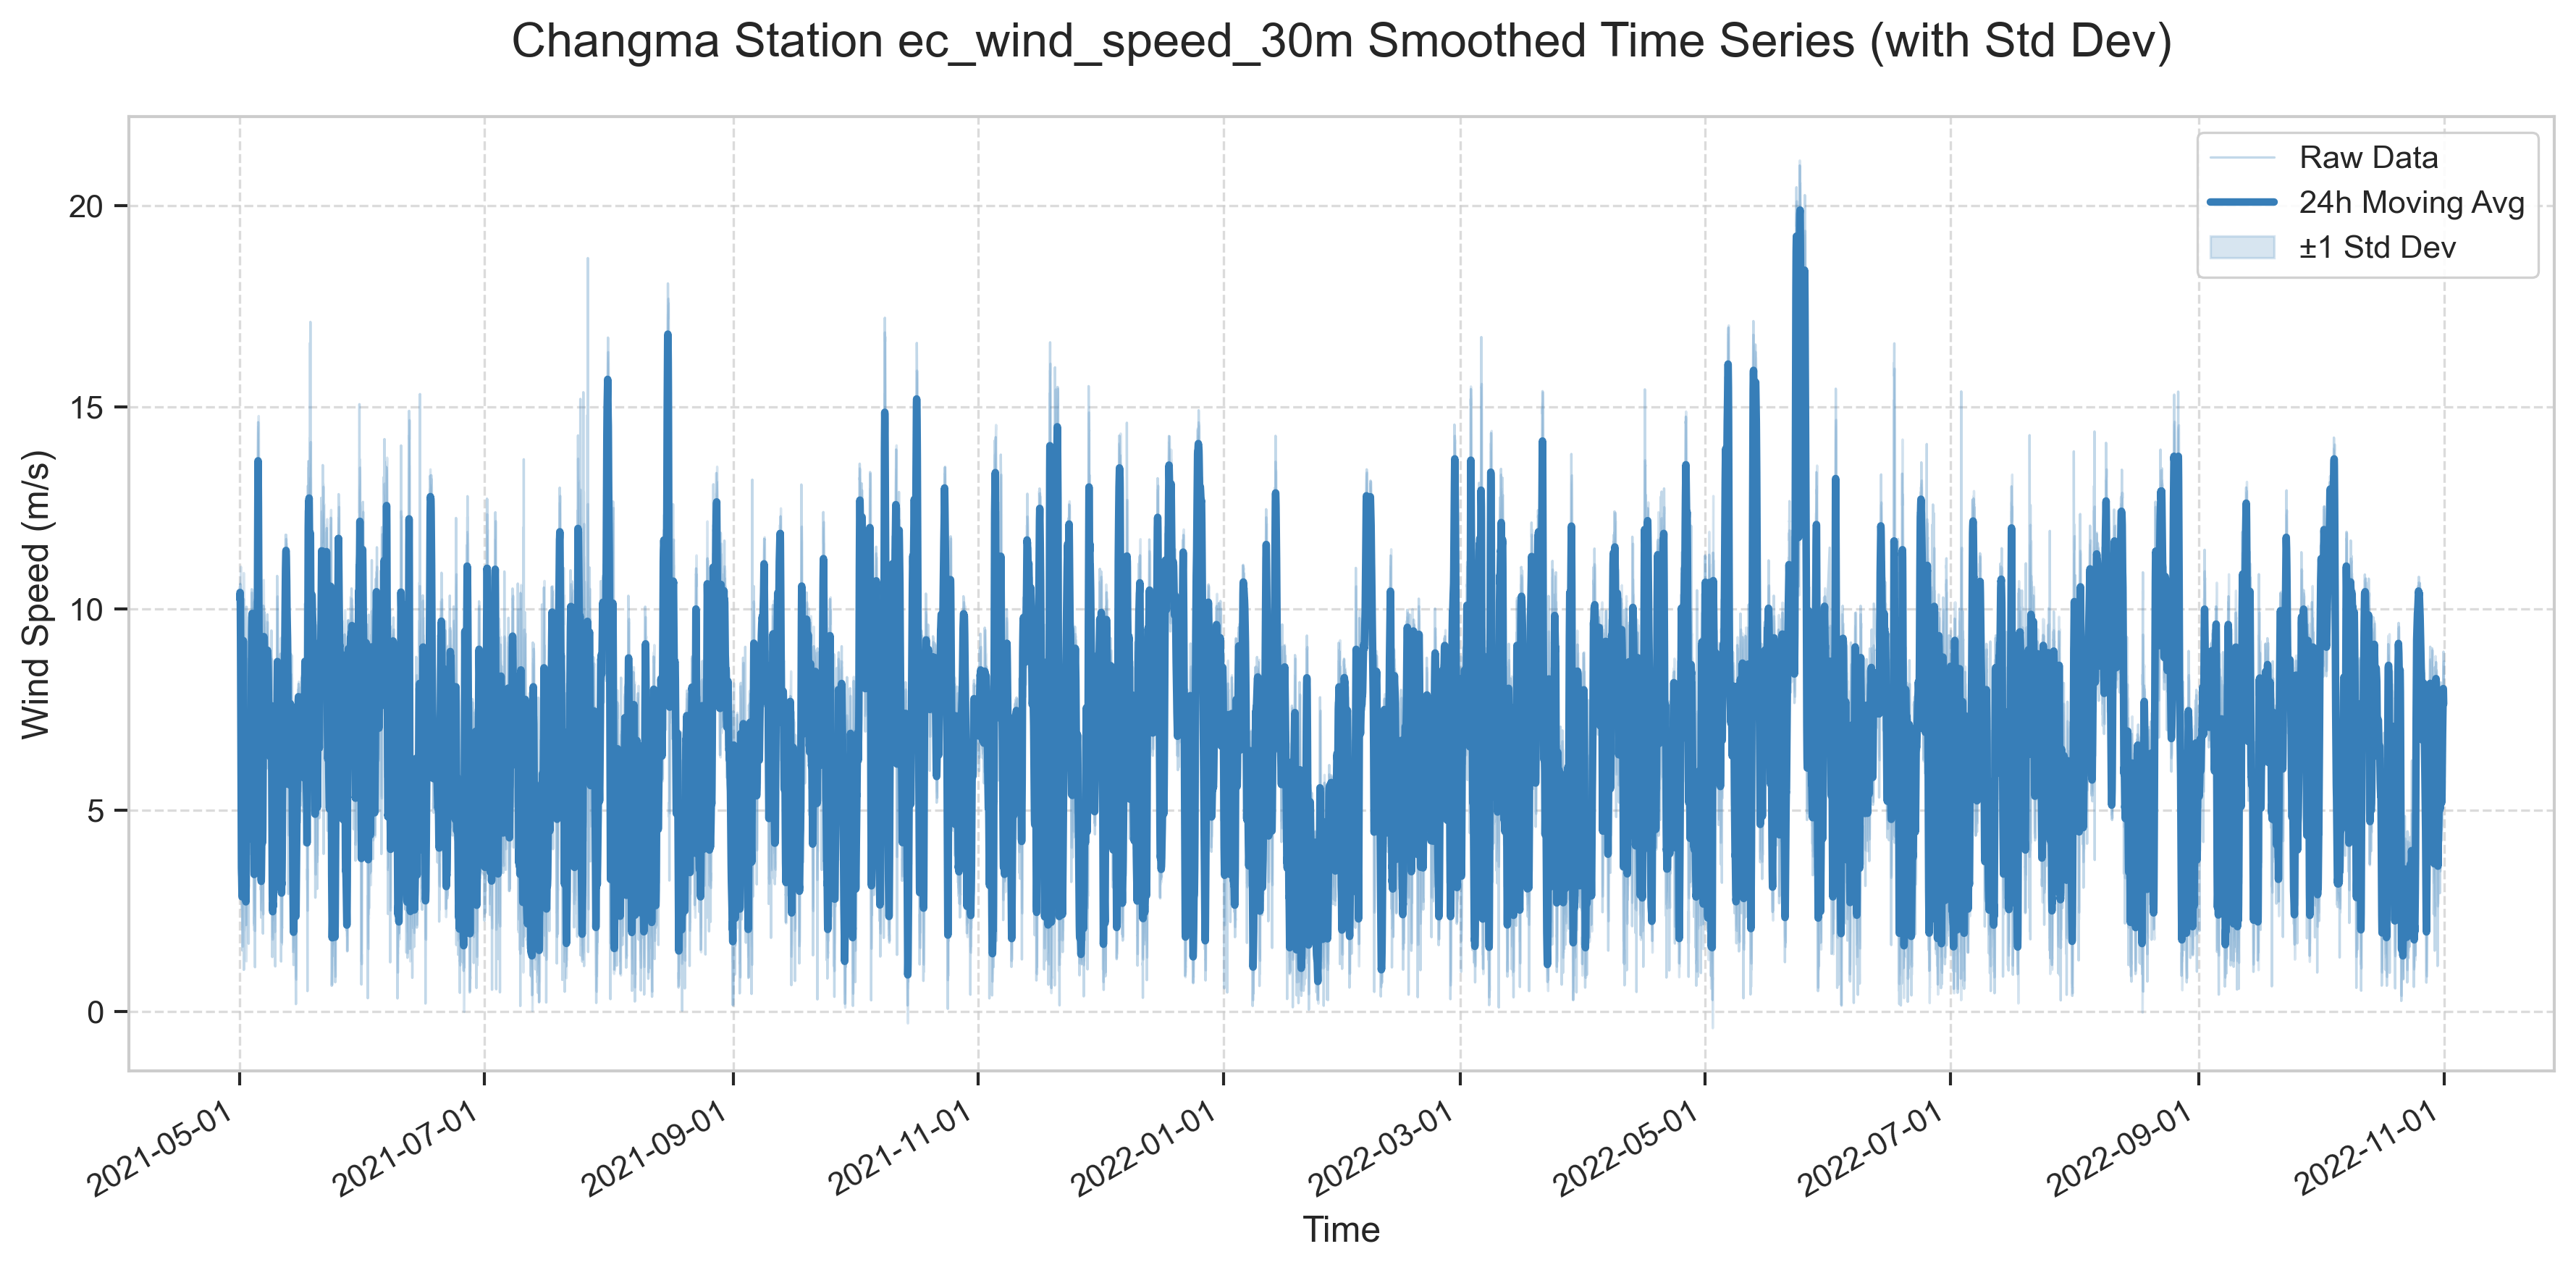 Changma Station ec_wind_speed_30m Smoothed Time Series (with Std Dev)
Raw Data
24h Moving Avg
±1 Std Dev
Wind Speed (m/s)
20
15
10
5
0
2021-05-01
2021-07-01
2021-09-01
2021-11-01
2022-01-01
2022-03-01
2022-05-01
2022-07-01
2022-09-01
2022-11-01
Time